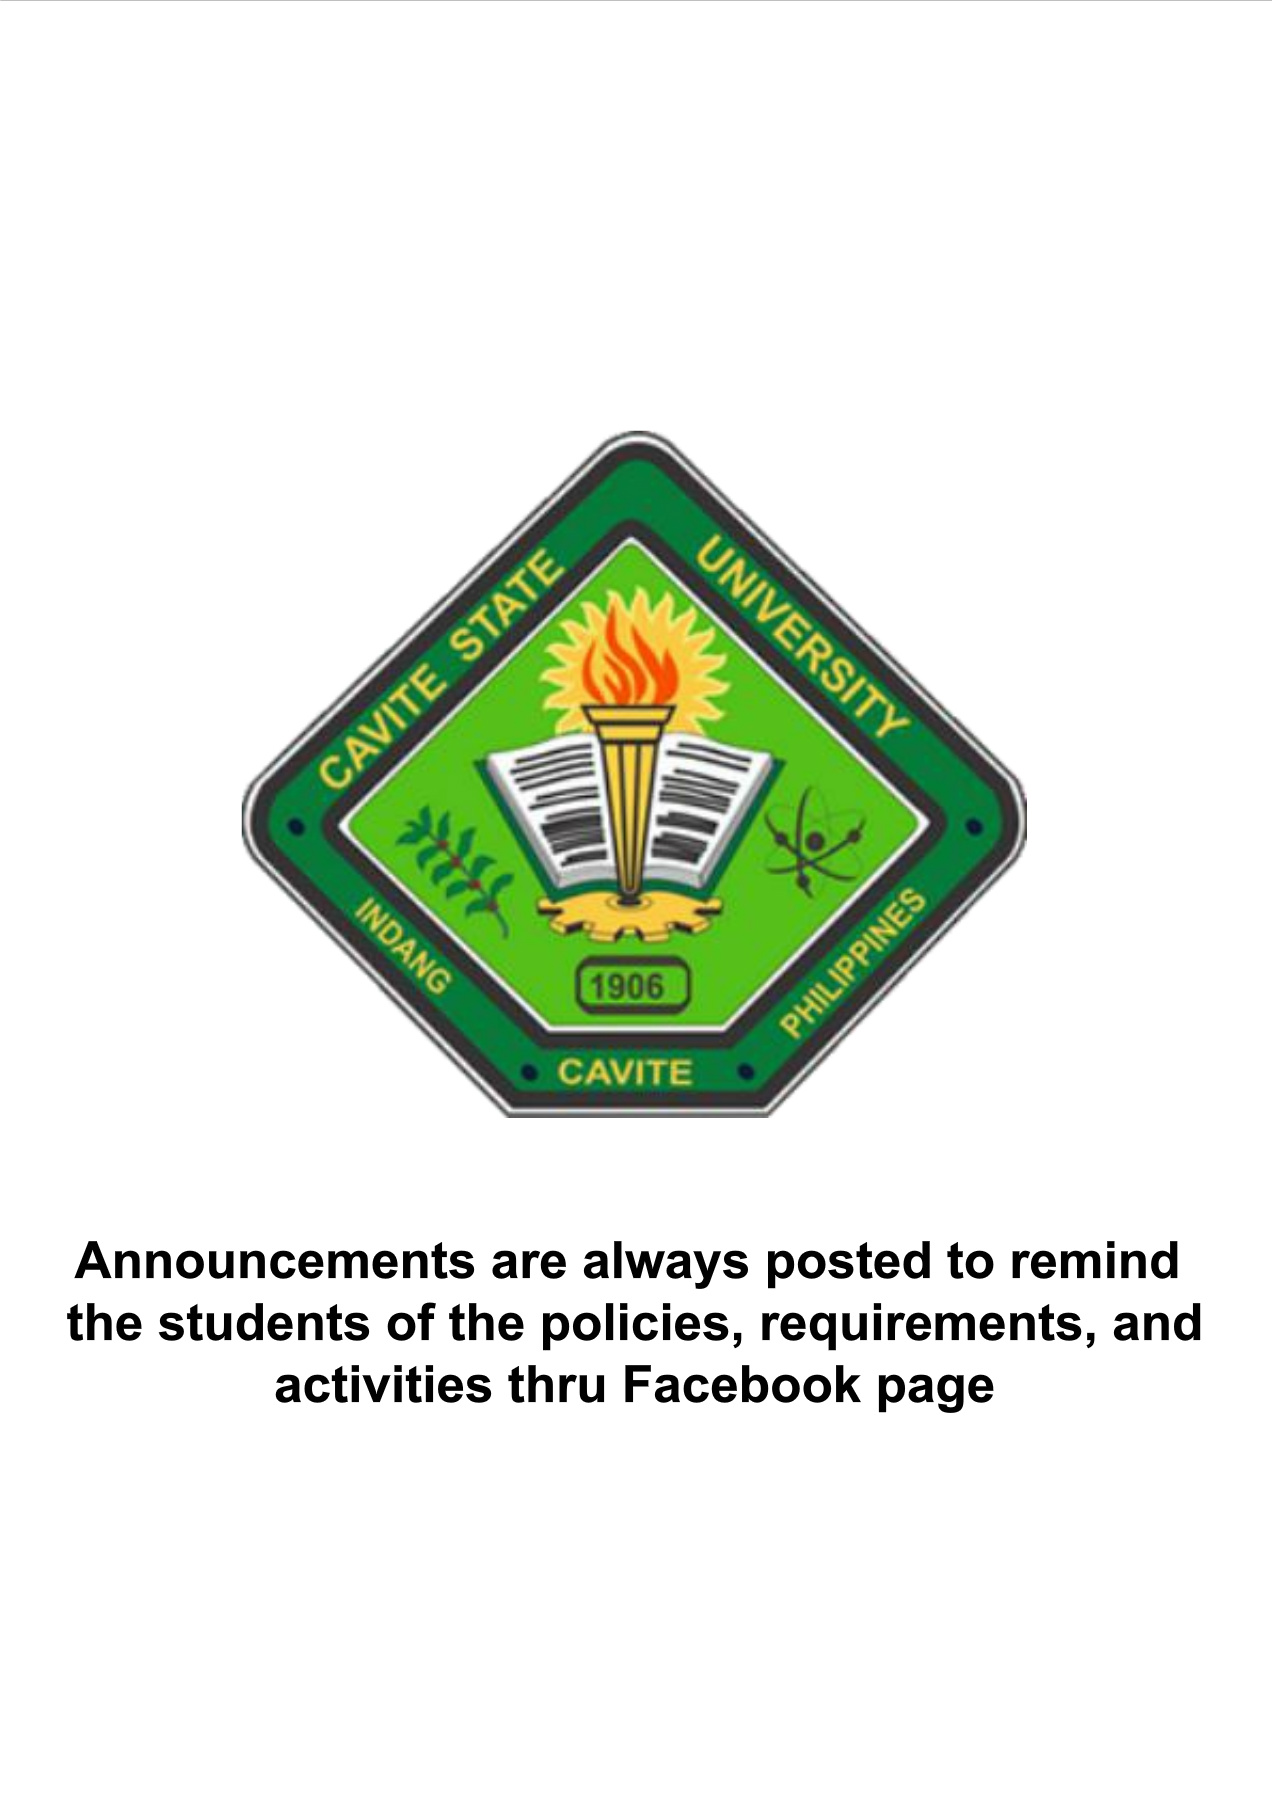 CAVITE STATE
UNIVERSITY
INDANG
PHILIPPINES
1906
CAVITE
Announcements are always posted to remind
the students of the policies, requirements, and
activities thru Facebook page